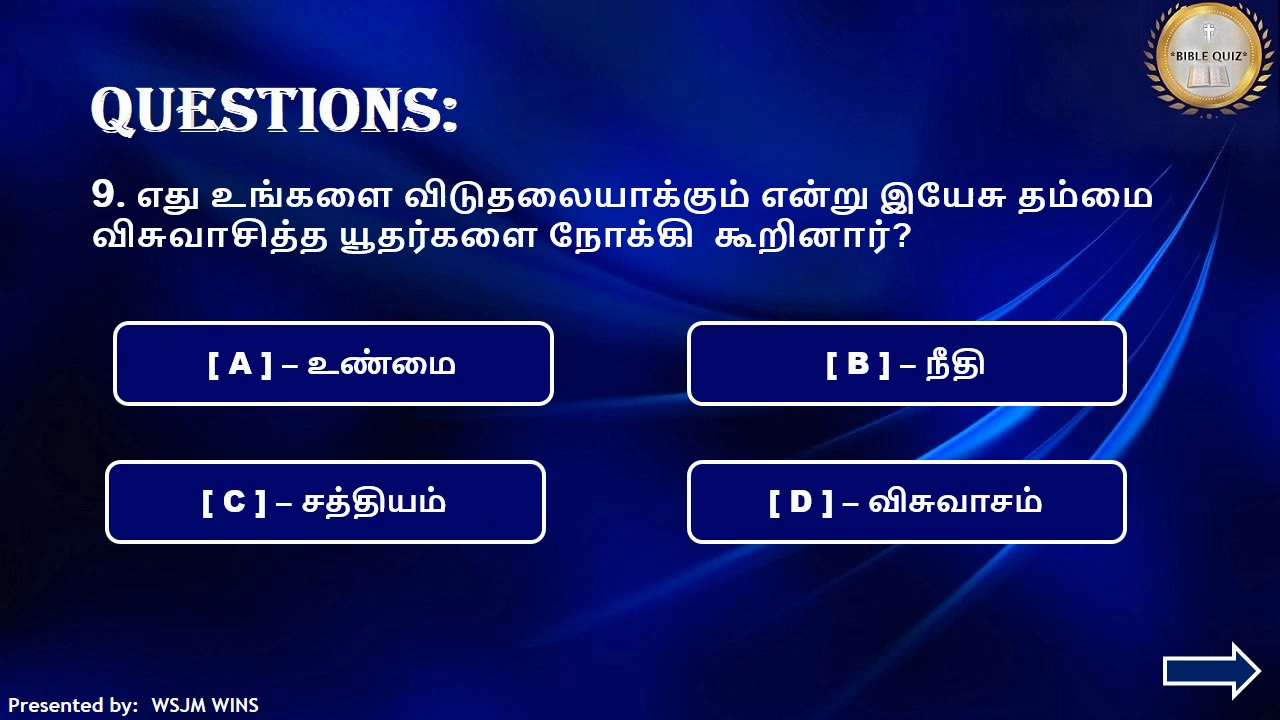 *BIBLE QUIZ*
QUESTIONS:
9. எது உங்களை விடுதலையாக்கும் என்று இயேசு தம்மை
விசுவாசித்த யூதர்களை நோக்கி கூறினார்?
[ A ] – உண்மை
[ B ] – நீதி
[ C ] – சத்தியம்
[ D ] – விசுவாசம்
Presented by: WSJM WINS